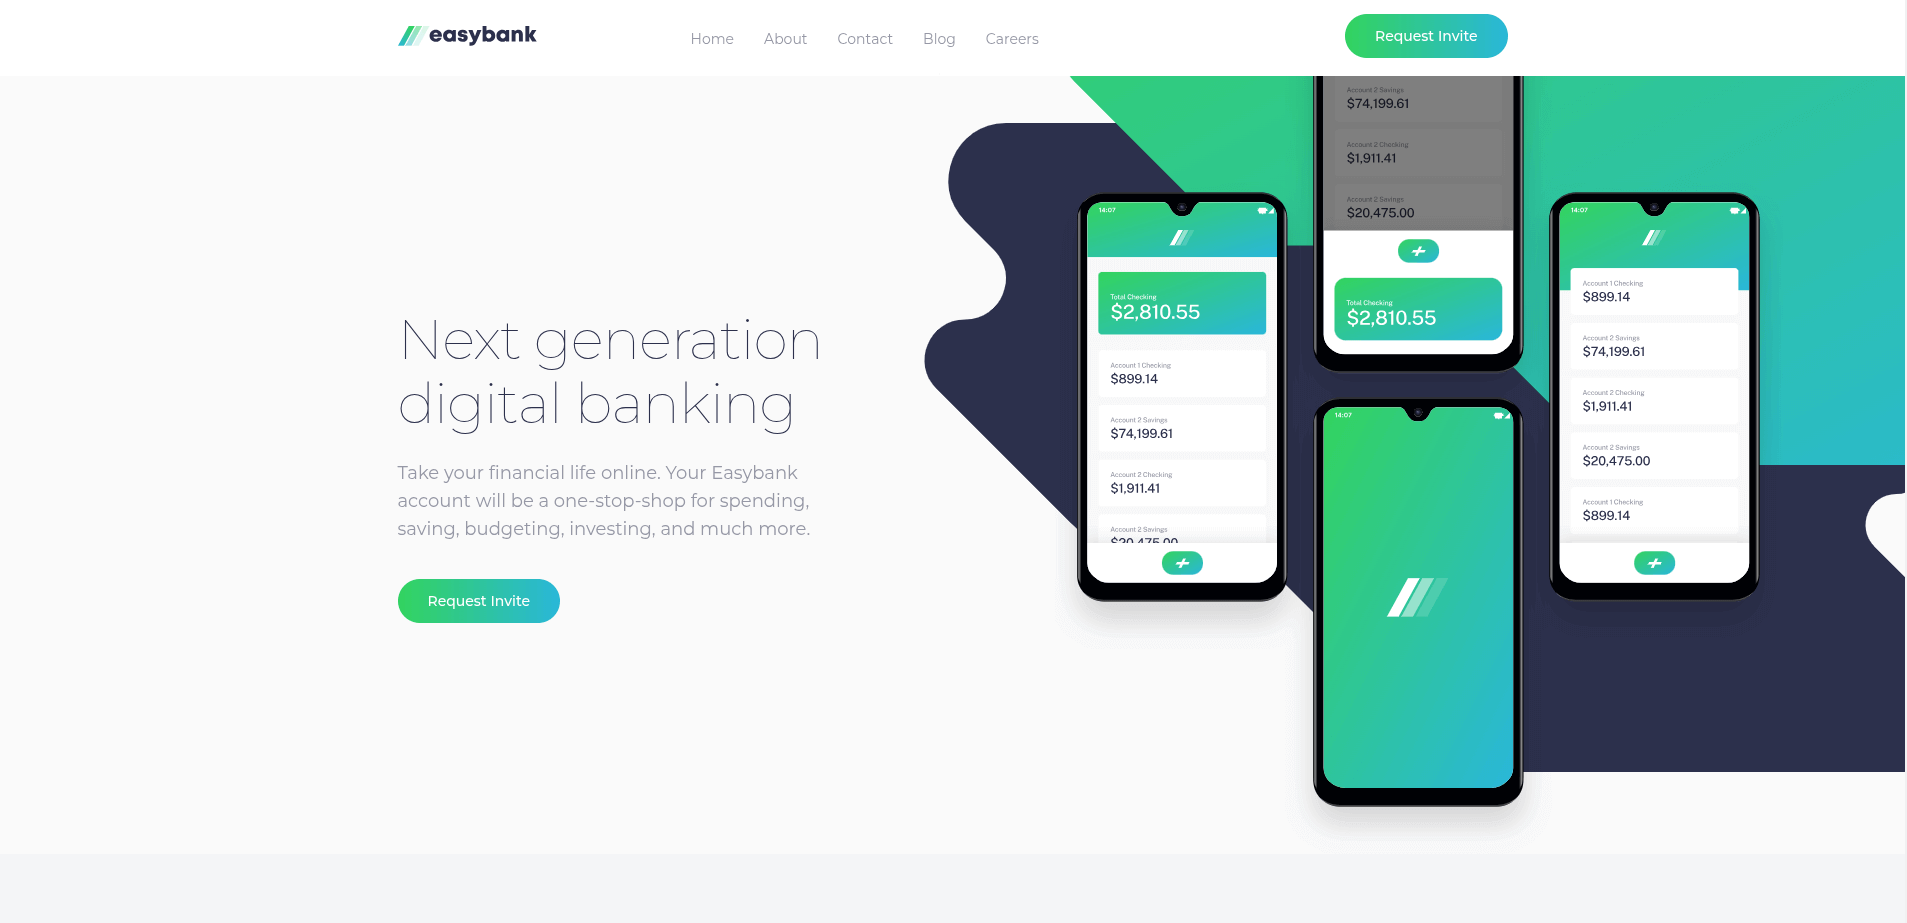 easybank
Home
About
Contact
Blog
Careers
Request Invite
Next generation
digital banking
Take your financial life online. Your Easybank
account will be a one-stop-shop for spending,
saving, budgeting, investing, and much more.
Request Invite
14:07
Total Checking
$2,810.55
Account 1 Checking
$899.14
Account 2 Savings
$74,199.61
Account 2 Checking
$1,911.41
Account 2 Savings
$20,475.00
Account 2 Savings
$74,199.61
Account 2 Checking
$1,911.41
Account 2 Savings
$20,475.00
Total Checking
$2,810.55
14:07
14:07
Account 1 Checking
$899.14
Account 2 Savings
$74,199.61
Account 2 Checking
$1,911.41
Account 2 Savings
$20,475.00
Account 1 Checking
$899.14